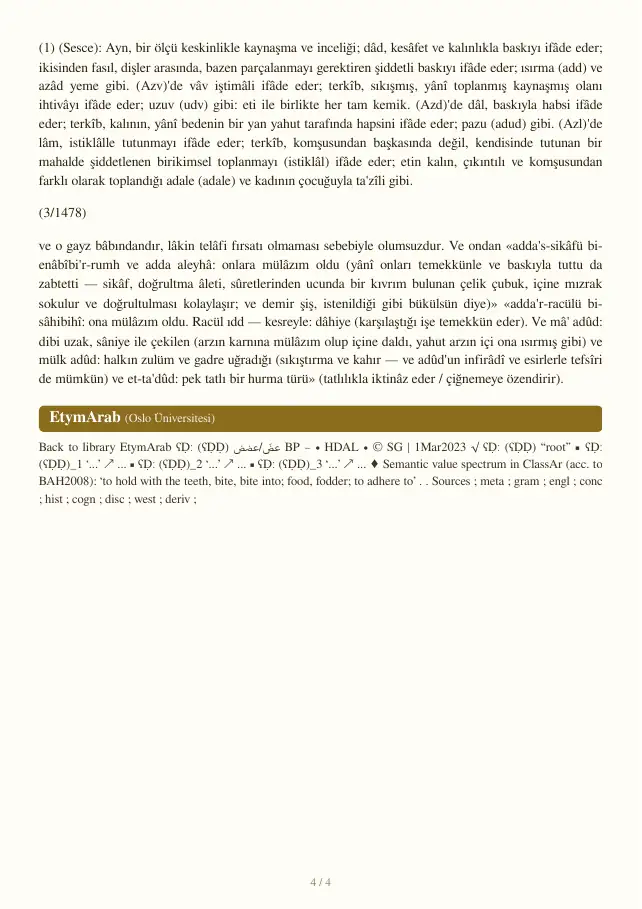 (1) (Sesce): Ayn, bir ölçü keskinlikle kaynaşma ve inceliği; dâd, kesâfet ve kalınlıkla baskıyı ifâde eder;
ikisinden fasıl, dişler arasında, bazen parçalanmayı gerektiren şiddetli baskıyı ifâde eder; ısırma (add) ve
azâd yeme gibi. (Azv)'de vâv iştimâli ifâde eder; terkîb, sıkışmış, yânî toplanmış kaynaşmış olanı
ihtivâyı ifâde eder; uzuv (udv) gibi: eti ile birlikte her tam kemik. (Azd)'de dâl, baskıyla habsi ifâde
eder; terkîb, kalının, yânî bedenin bir yan yahut tarafında hapsini ifâde eder; pazu (adud) gibi. (Azl)'de
lâm, istiklâlle tutunmayı ifâde eder; terkîb, komşusundan başkasında değil, kendisinde tutunan bir
mahalde şiddetlenen birikimsel toplanmayı (istiklâl) ifâde eder; etin kalın, çıkıntılı ve komşusundan
farklı olarak toplandığı adale (adale) ve kadının çocuğuyla ta'zîli gibi.
(3/1478)
ve o gayz bâbındandır, lâkin telâfi fırsatı olmaması sebebiyle olumsuzdur. Ve ondan «adda's-sikâfü bi-
enâbîbi'r-rumh ve adda aleyhâ: onlara mülâzım oldu (yânî onları temekkünle ve baskıyla tuttu da
zabtetti — sikâf, doğrultma âleti, sûretlerinden ucunda bir kıvrım bulunan çelik çubuk, içine mızrak
sokulur ve doğrultulması kolaylaşır; ve demir şiş, istenildiği gibi bükülsün diye)» «adda'r-racülü bi-
sâhibihî: ona mülâzım oldu. Racül ıdd — kesreyle: dâhiye (karşılaştığı işe temekkün eder). Ve mâ' adûd:
dibi uzak, sâniye ile çekilen (arzın karnına mülâzım olup içine daldı, yahut arzın içi ona ısırmış gibi) ve
mülk adûd: halkın zulüm ve gadre uğradığı (sıkıştırma ve kahır — ve adûd'un infirâdî ve esirlerle tefsîri
de mümkün) ve et-ta'dûd: pek tatlı bir hurma türü» (tatlılıkla iktinâz eder / çiğnemeye özendirir).
EtymArab (Oslo Üniversitesi)
Back to library EtymArab ʕḌː (ʕḌḌ) عضّ/عضض BP – • HDAL • © SG | 1Mar2023 √ ʕḌː (ʕḌḌ) “root” ▪ ʕḌː
(ʕḌḌ)_1 ‘...’ ↗ ... ▪ ʕḌː (ʕḌḌ)_2 ‘...’ ↗ ... ▪ ʕḌː (ʕḌḌ)_3 ‘...’ ↗ ... ♦ Semantic value spectrum in ClassAr (acc. to
BAH2008): ‘to hold with the teeth, bite, bite into; food, fodder; to adhere to’ . . Sources ; meta ; gram ; engl ; conc
; hist ; cogn ; disc ; west ; deriv ;
4 / 4